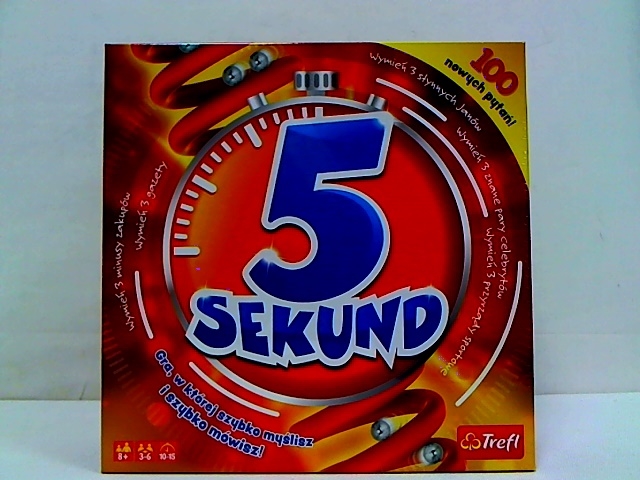 100
nowych pytań!
Wymień 3 słynnych Janów
Wymień 3 znane pary celebrytów
Wymień 3 przyrządy sportowe
Wymień 3 gazety
Wymień 3 minusy zakupów
5
SEKUND
Gra, w której szybko myślisz
i szybko mówisz!
8+ 3-6 10-15
Trefl